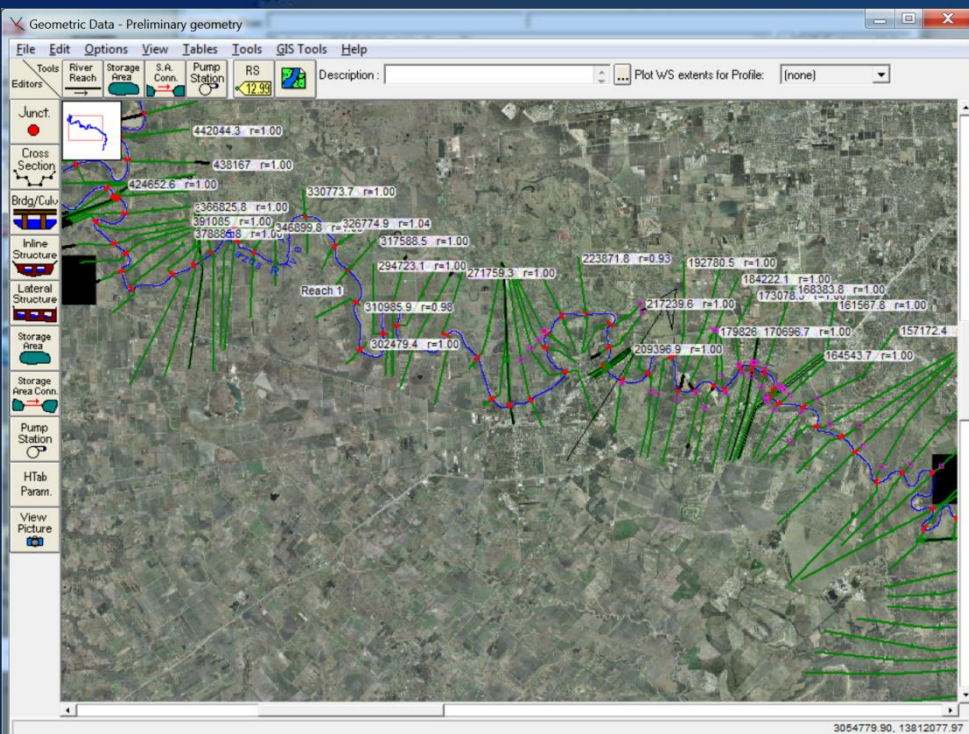 Geometric Data - Preliminary geometry
File Edit Options View Tables Tools GIS Tools Help
Tools
Editors
River
Reach
Storage
Area
S.A.
Conn.
Pump
Station
RS
12.99
Description :
...
Plot WS extents for Profile:
(none)
Junct.
Cross
Section
Brdg/Culv
Inline
Structure
Lateral
Structure
Storage
Area
Storage
Area Conn.
Pump
Station
HTab
Param.
View
Picture
442044.3 r=1.00
438167 r=1.00
424652.6 r=1.00
330773.7 r=1.00
366825.8 r=1.00
391085 r=1.00
346899.8
326774.9 r=1.04
317588.5 r=1.00
294723.1 r=1.00
271759.3 r=1.00
223871.8 r=0.93
192780.5 r=1.00
184222.1 r=1.00
168383.8 r=1.00
161567.8 r=1.00
Reach 1
310985.9 r=0.98
217239.6 r=1.00
302479.4 r=1.00
179826
170696.7 r=1.00
157172.4
209396.9 r=1.00
164543.7 r=1.00
3054779.90, 13812077.97